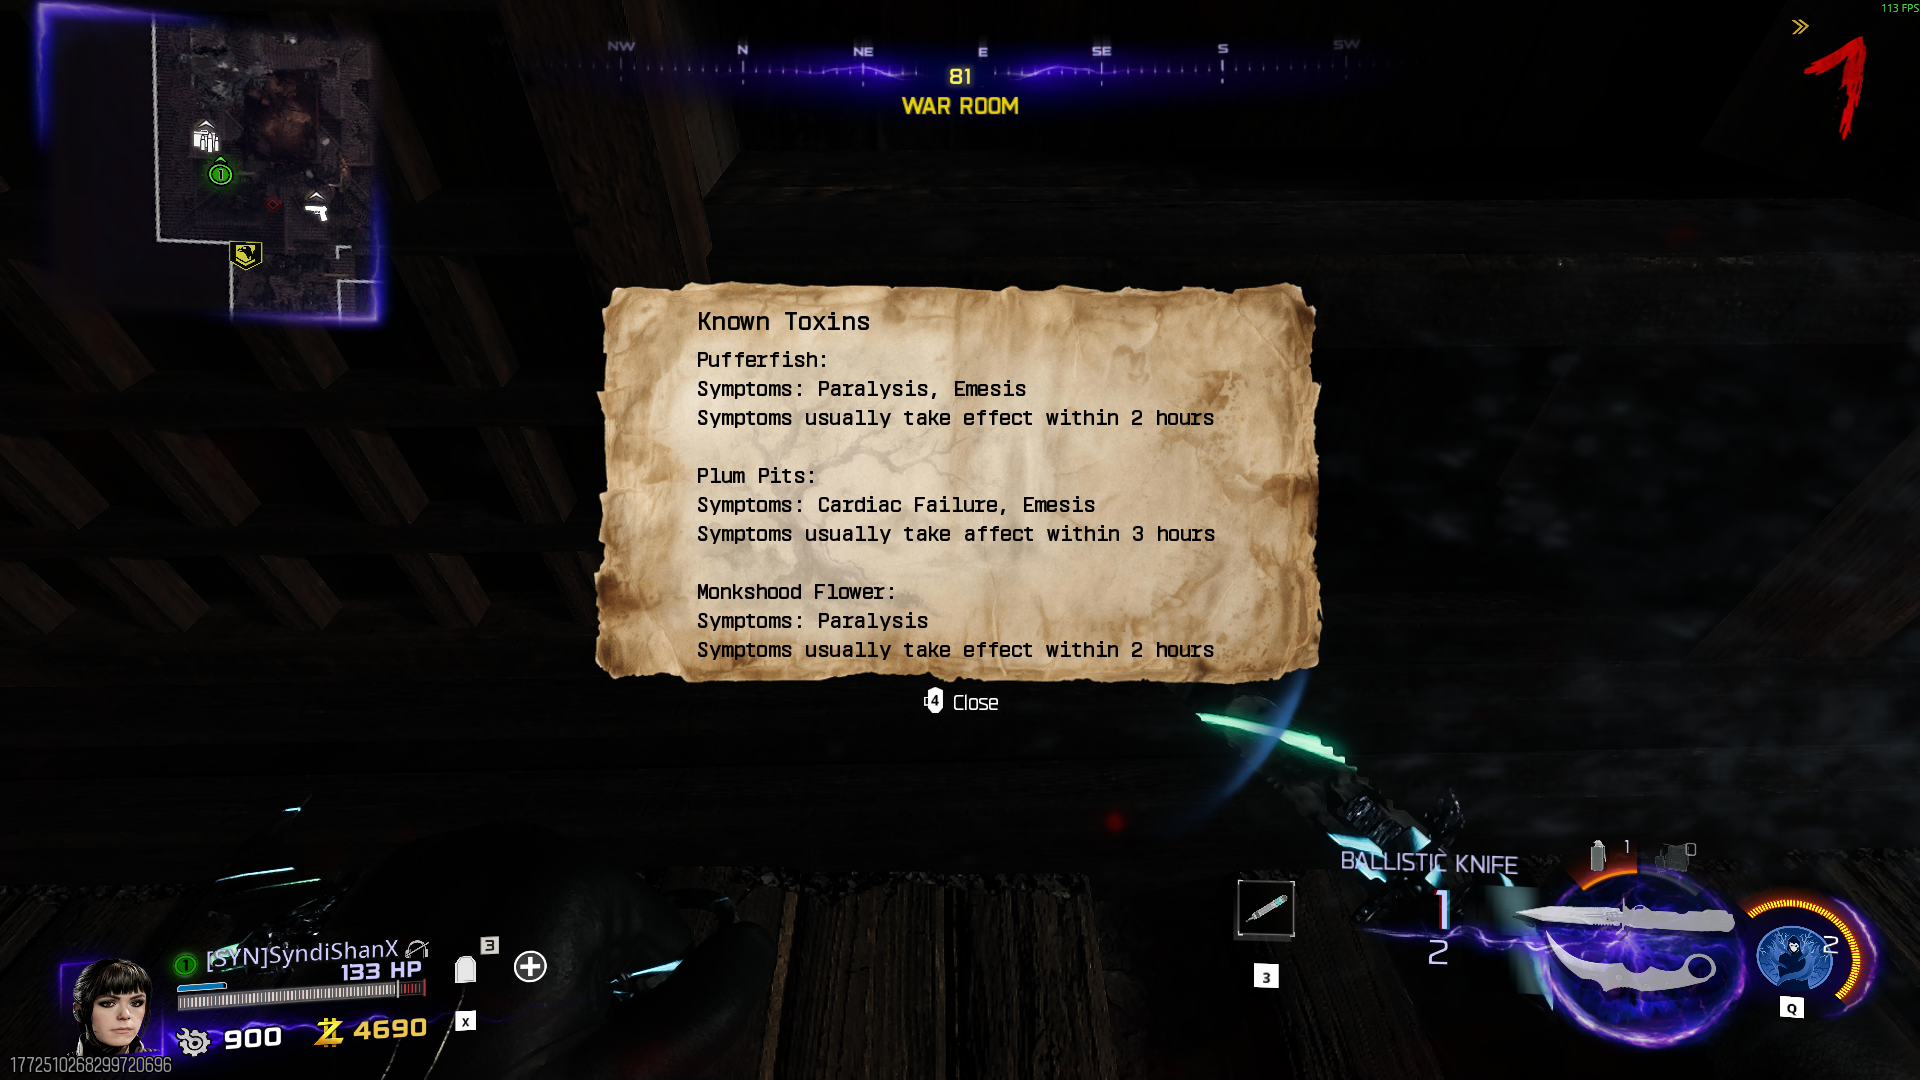 113 FPS
NW N NE E SE S SW
81
WAR ROOM
1
Known Toxins
Pufferfish:
Symptoms: Paralysis, Emesis
Symptoms usually take effect within 2 hours
Plum Pits:
Symptoms: Cardiac Failure, Emesis
Symptoms usually take affect within 3 hours
Monkshood Flower:
Symptoms: Paralysis
Symptoms usually take effect within 2 hours
4 Close
BALLISTIC KNIFE
1
1
2
2
3
Q
1 [SYN]SyndiShanX
133 HP
3
X
900 4690
1772510268299720696